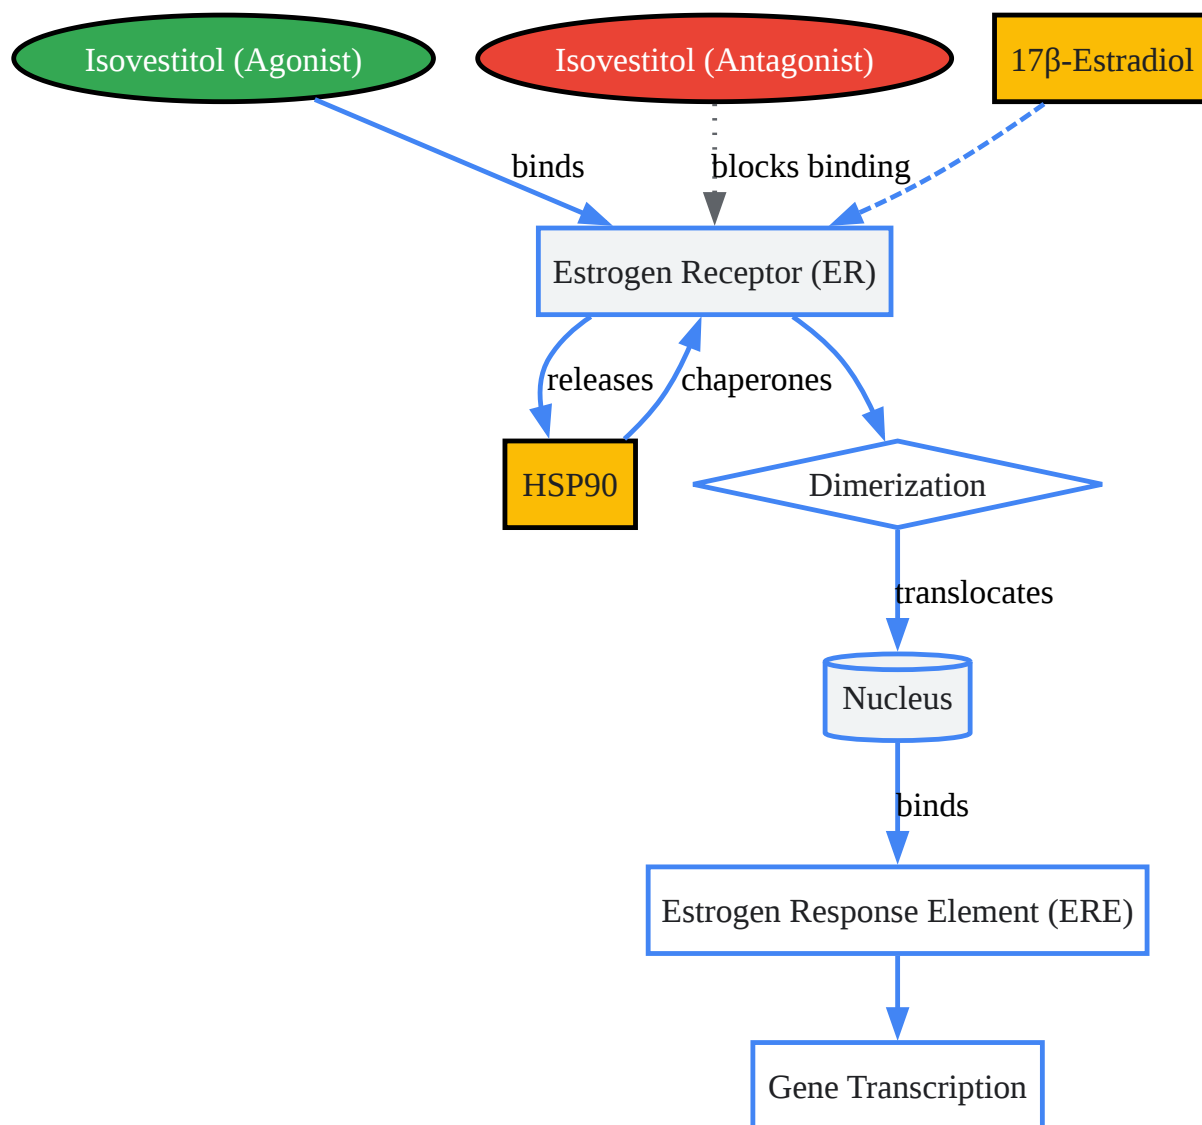 Isovestitol (Agonist)
Isovestitol (Antagonist)
17β-Estradiol
binds
blocks binding
Estrogen Receptor (ER)
releases
chaperones
HSP90
Dimerization
translocates
Nucleus
binds
Estrogen Response Element (ERE)
Gene Transcription